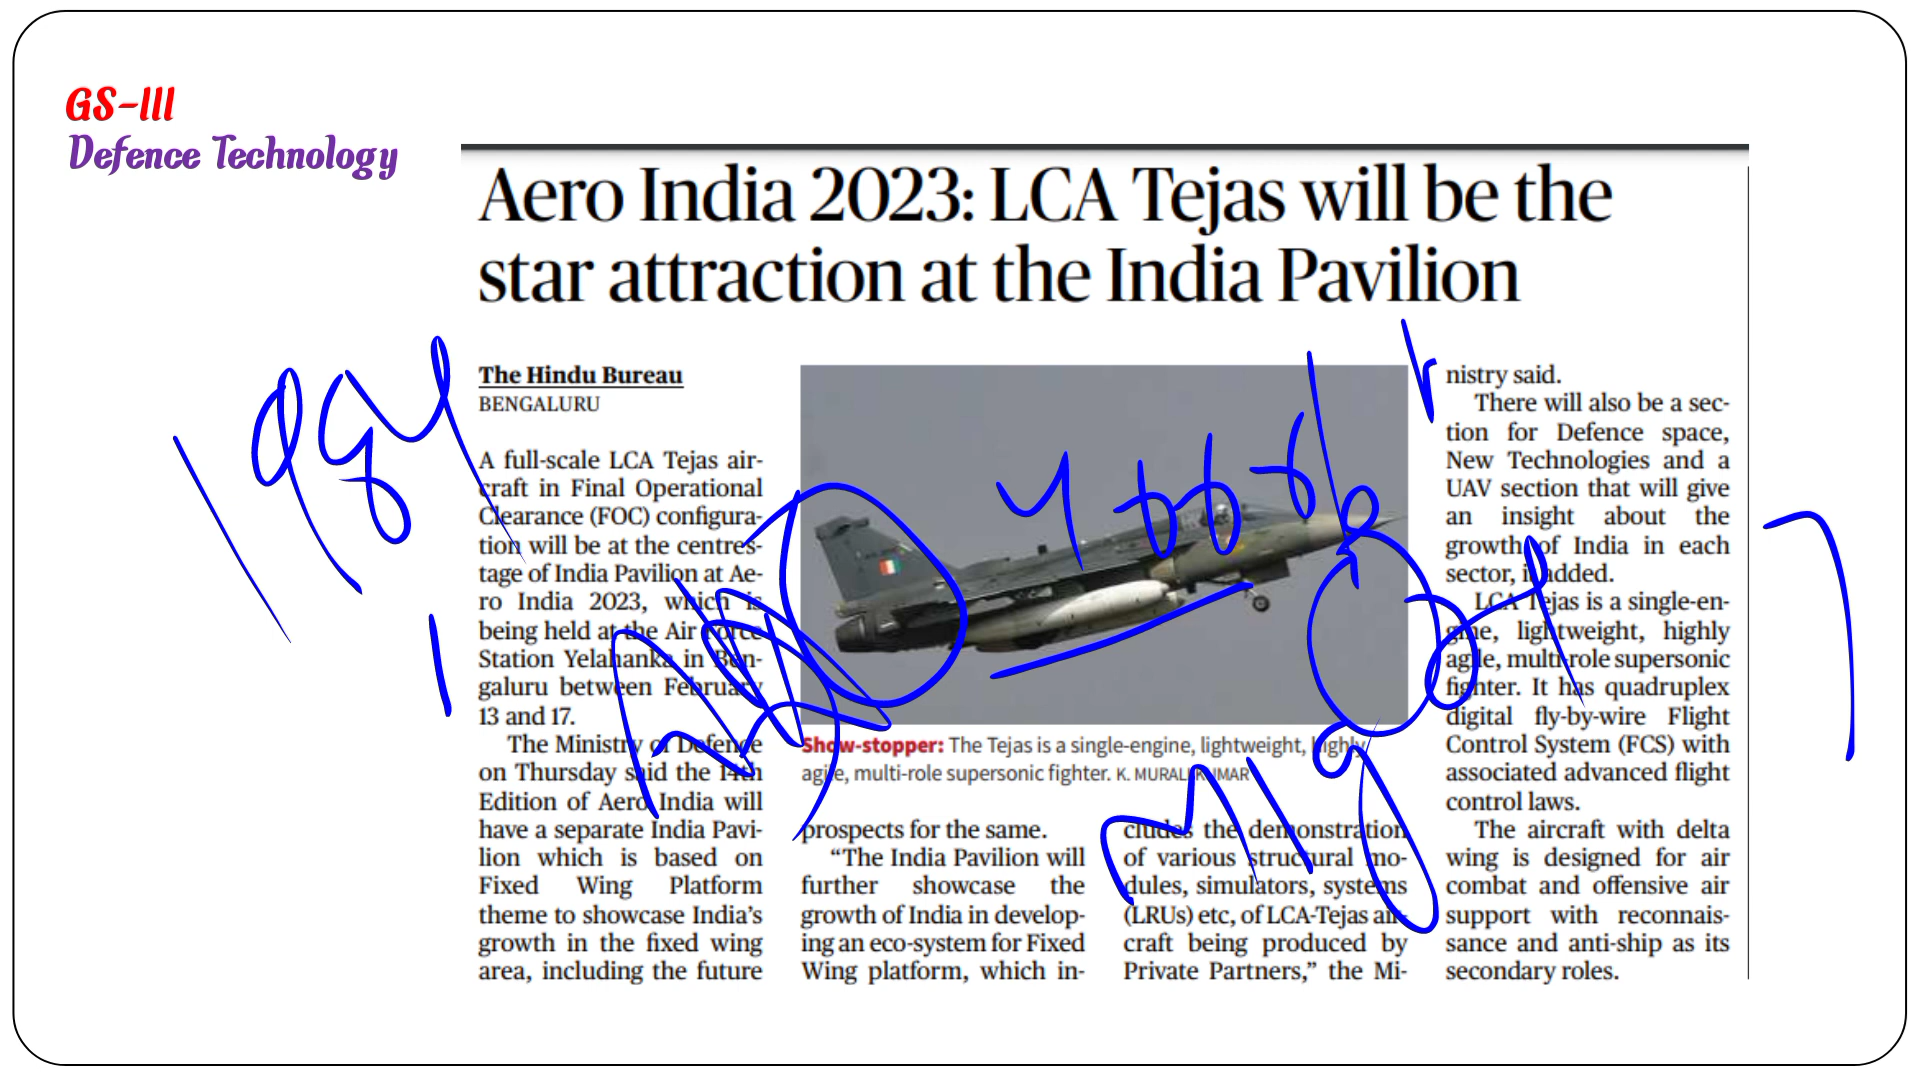 GS-III
Defence Technology
Aero India 2023: LCA Tejas will be the
star attraction at the India Pavilion
The Hindu Bureau
BENGALURU
A full-scale LCA Tejas air-
craft in Final Operational
Clearance (FOC) configura-
tion will be at the centres-
tage of India Pavilion at Ae-
ro India 2023, which is
being held at the Air Force
Station Yelahanka in Ben-
galuru between February
13 and 17.
The Ministry of Defence
on Thursday said the 14th
Edition of Aero India will
have a separate India Pavi-
lion which is based on
Fixed Wing Platform
theme to showcase India's
growth in the fixed wing
area, including the future
Show-stopper: The Tejas is a single-engine, lightweight, highly
agile, multi-role supersonic fighter. K. MURALI KUMAR
prospects for the same.
"The India Pavilion will
further showcase the
growth of India in develop-
ing an eco-system for Fixed
Wing platform, which in-
cludes the demonstration
of various structural mo-
dules, simulators, systems
(LRUs) etc, of LCA-Tejas air-
craft being produced by
Private Partners," the Mi-
nistry said.
There will also be a sec-
tion for Defence space,
New Technologies and a
UAV section that will give
an insight about the
growth of India in each
sector, it added.
LCA Tejas is a single-en-
gine, lightweight, highly
agile, multi-role supersonic
fighter. It has quadruplex
digital fly-by-wire Flight
Control System (FCS) with
associated advanced flight
control laws.
The aircraft with delta
wing is designed for air
combat and offensive air
support with reconnais-
sance and anti-ship as its
secondary roles.